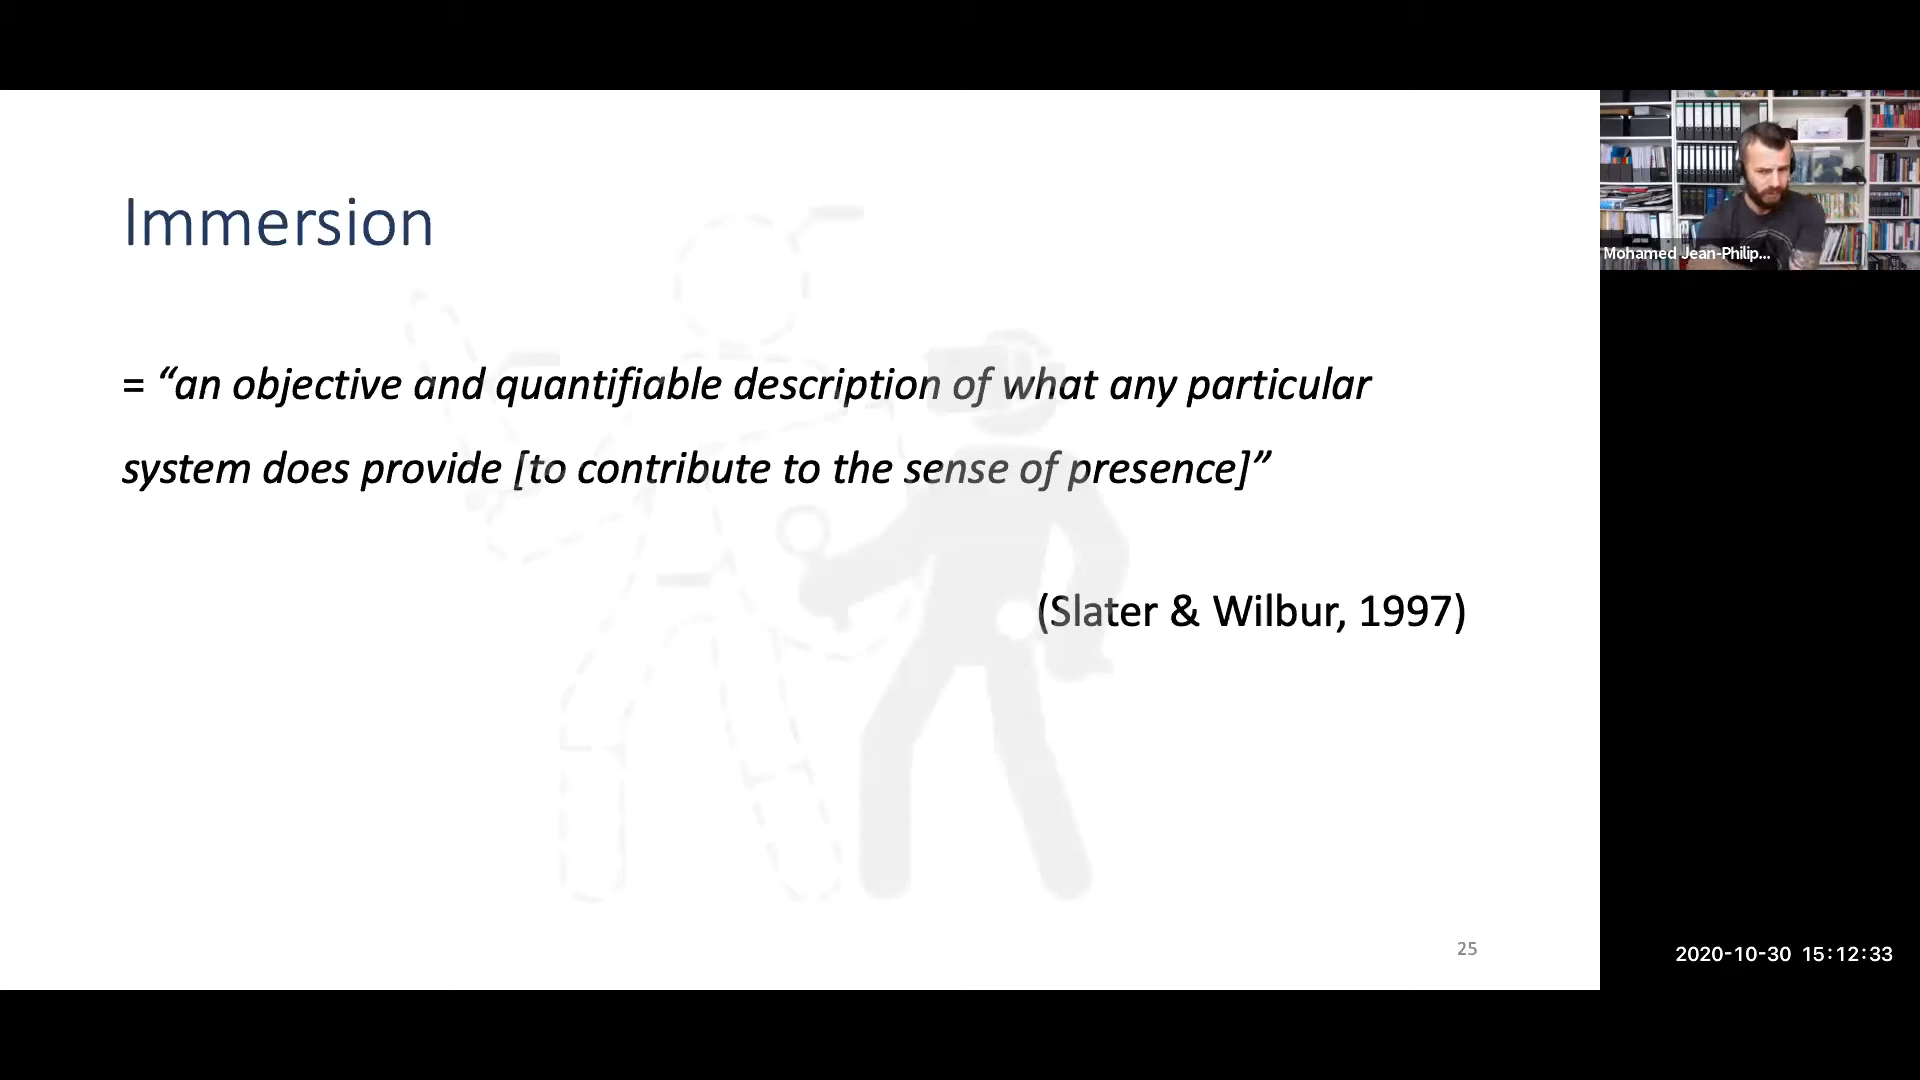 Immersion
= “an objective and quantifiable description of what any particular
system does provide [to contribute to the sense of presence]”
(Slater & Wilbur, 1997)
25
Mohamed Jean-Philip...
2020-10-30 15:12:33